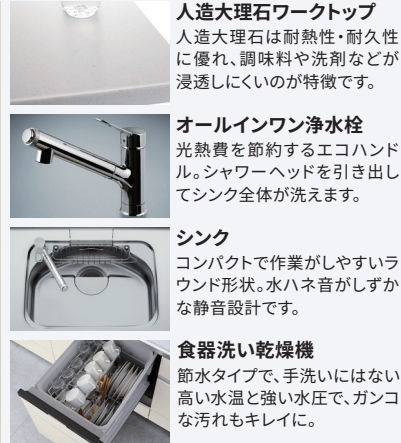 人造大理石ワークトップ
人造大理石は耐熱性・耐久性
に優れ、調味料や洗剤などが
浸透しにくいのが特徴です。
オールインワン浄水栓
光熱費を節約するエコハンド
ル。シャワーヘッドを引き出し
てシンク全体が洗えます。
シンク
コンパクトで作業がしやすいラ
ウンド形状。水ハネ音がしずか
な静音設計です。
食器洗い乾燥機
節水タイプで、手洗いにはない
高い水温と強い水圧で、ガンコ
な汚れもキレイに。